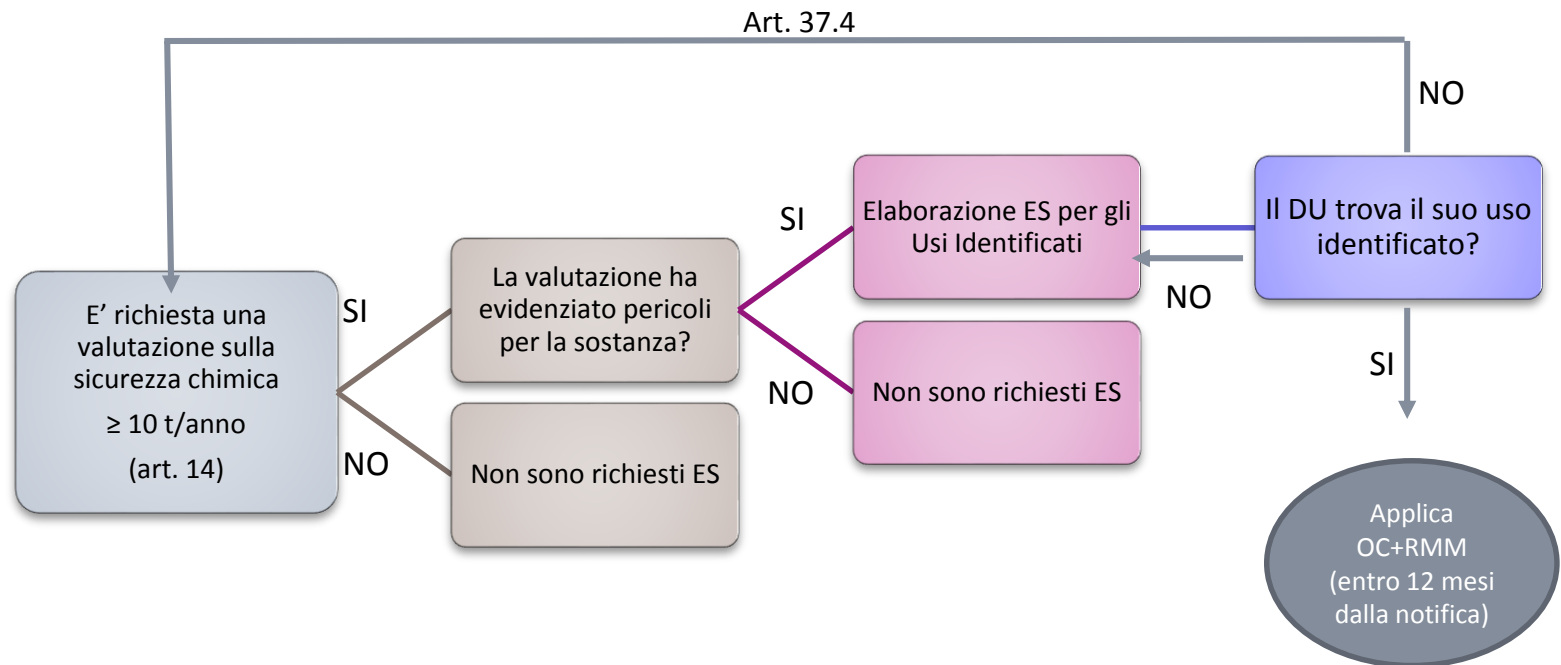 Art. 37.4
NO
E’ richiesta una
valutazione sulla
sicurezza chimica
≥ 10 t/anno
(art. 14)
SI
NO
La valutazione ha
evidenziato pericoli
per la sostanza?
Non sono richiesti ES
SI
NO
Elaborazione ES per gli
Usi Identificati
Non sono richiesti ES
NO
Il DU trova il suo uso
identificato?
SI
Applica
OC+RMM
(entro 12 mesi
dalla notifica)